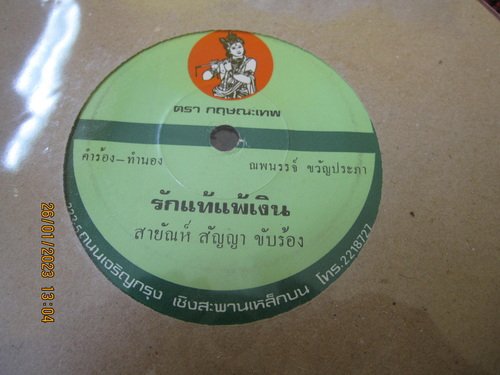 ตรา กฤษณะเทพ
คำร้อง–ทำนอง
ณพนรรจ์ ขวัญประภา
รักแท้แพ้เงิน
สายัณห์ สัญญา ขับร้อง
ถนนเจริญกรุง เชิงสะพานเหล็กบน โทร.2218727
26/01/2023 13:04